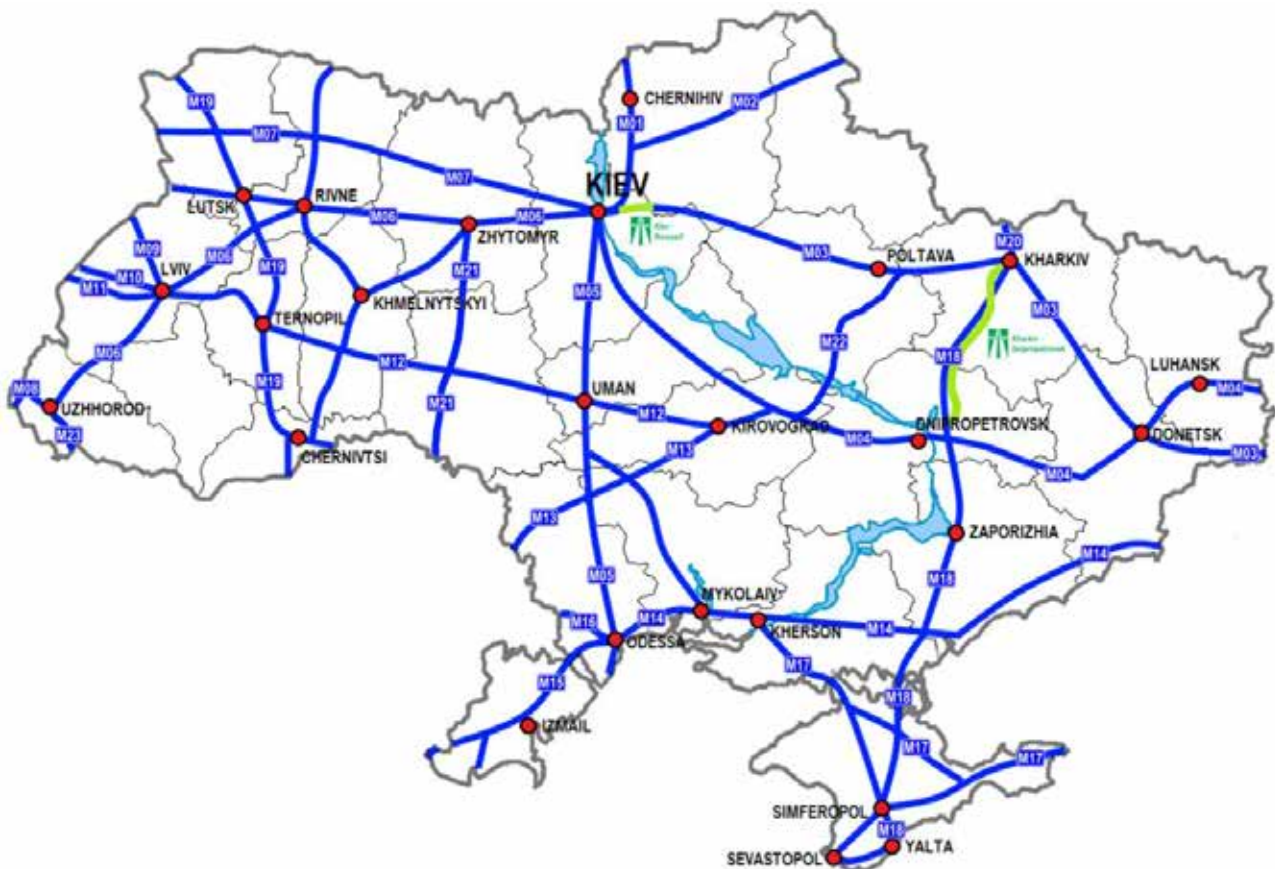 M19
CHERNIHIV
M02
M01
M07
M07
KIEV
RIVNE
LUTSK
M06
M06
ZHYTOMYR
M20
M03
POLTAVA
KHARKIV
M09
M06
M19
M21
LVIV
M10
M11
M05
KHMELNYTSKYI
M03
TERNOPIL
M22
M06
M12
M18
LUHANSK
M19
M08
UZHHOROD
UMAN
M04
M21
M12
M23
KIROVOGRAD
DNIPROPETROVSK
M04
DONETSK
CHERNIVTSI
M13
M03
M04
M13
ZAPORIZHIA
M14
M05
M18
MYKOLAIV
M16
M14
KHERSON
M14
ODESSA
M17
M15
M18
IZMAIL
M17
M17
SIMFEROPOL
M18
YALTA
SEVASTOPOL